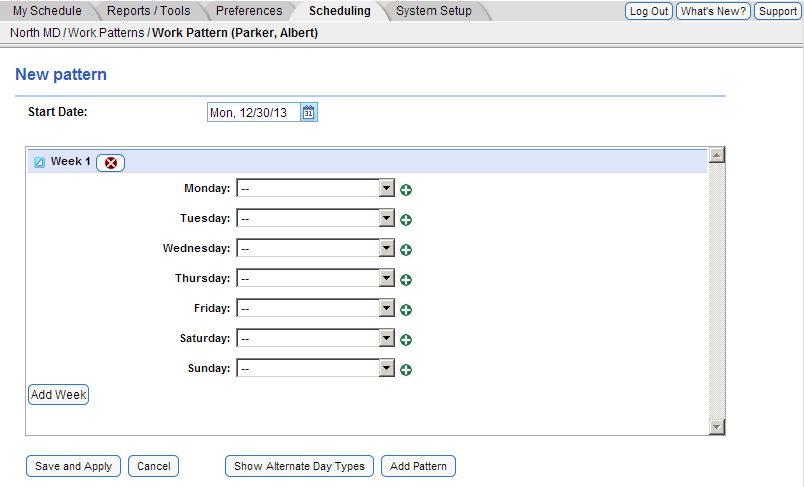 My Schedule Reports / Tools Preferences Scheduling System Setup Log Out What's New? Support
North MD / Work Patterns / Work Pattern (Parker, Albert)
New pattern
Start Date: Mon, 12/30/13 31
Week 1
Monday: --
Tuesday: --
Wednesday: --
Thursday: --
Friday: --
Saturday: --
Sunday: --
Add Week
Save and Apply Cancel Show Alternate Day Types Add Pattern